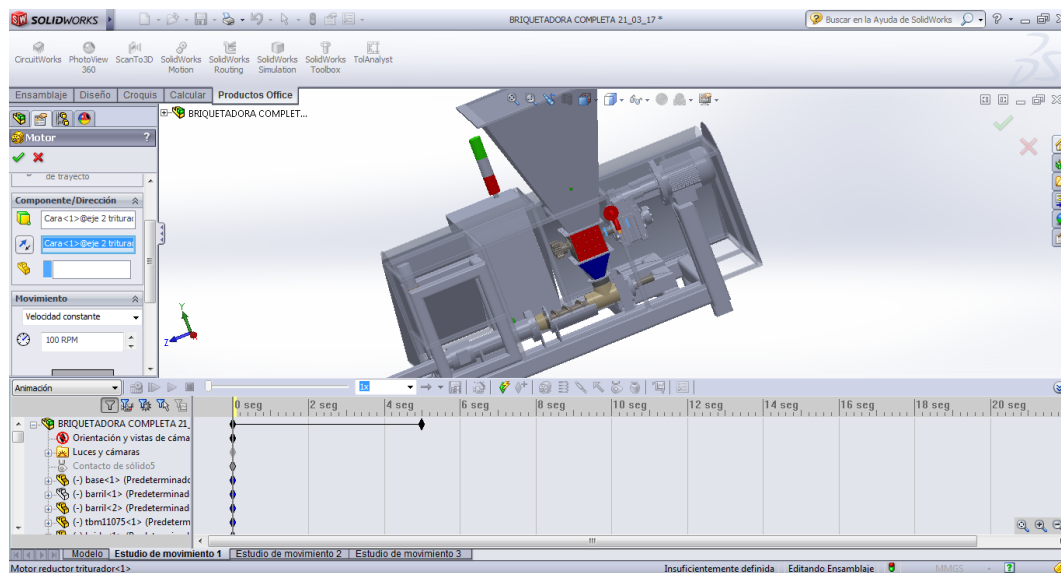 SOLIDWORKS
BRIQUETADORA COMPLETA 21_03_17 *
Buscar en la Ayuda de SolidWorks
CircuitWorks
PhotoView 360
ScanTo3D
SolidWorks Motion
SolidWorks Routing
SolidWorks Simulation
SolidWorks Toolbox
TolAnalyst
Ensamblaje Diseño Croquis Calcular Productos Office
BRIQUETADORA COMPLET...
Motor ?
de trayecto
Componente/Dirección
Cara<1>@eje 2 triturad
Cara<1>@eje 2 triturad
Movimiento
Velocidad constante
100 RPM
Y
Z
Animación
1x
0 seg 2 seg 4 seg 6 seg 8 seg 10 seg 12 seg 14 seg 16 seg 18 seg 20 seg
BRIQUETADORA COMPLETA 21_
Orientación y vistas de cáma
Luces y cámaras
Contacto de sólido5
(-) base<1> (Predeterminado
(-) barril<1> (Predeterminad
(-) barril<2> (Predeterminad
(-) tbm11075<1> (Predeterm
Modelo Estudio de movimiento 1 Estudio de movimiento 2 Estudio de movimiento 3
Motor reductor triturador<1>
Insuficientemente definida Editando Ensamblaje MMGS